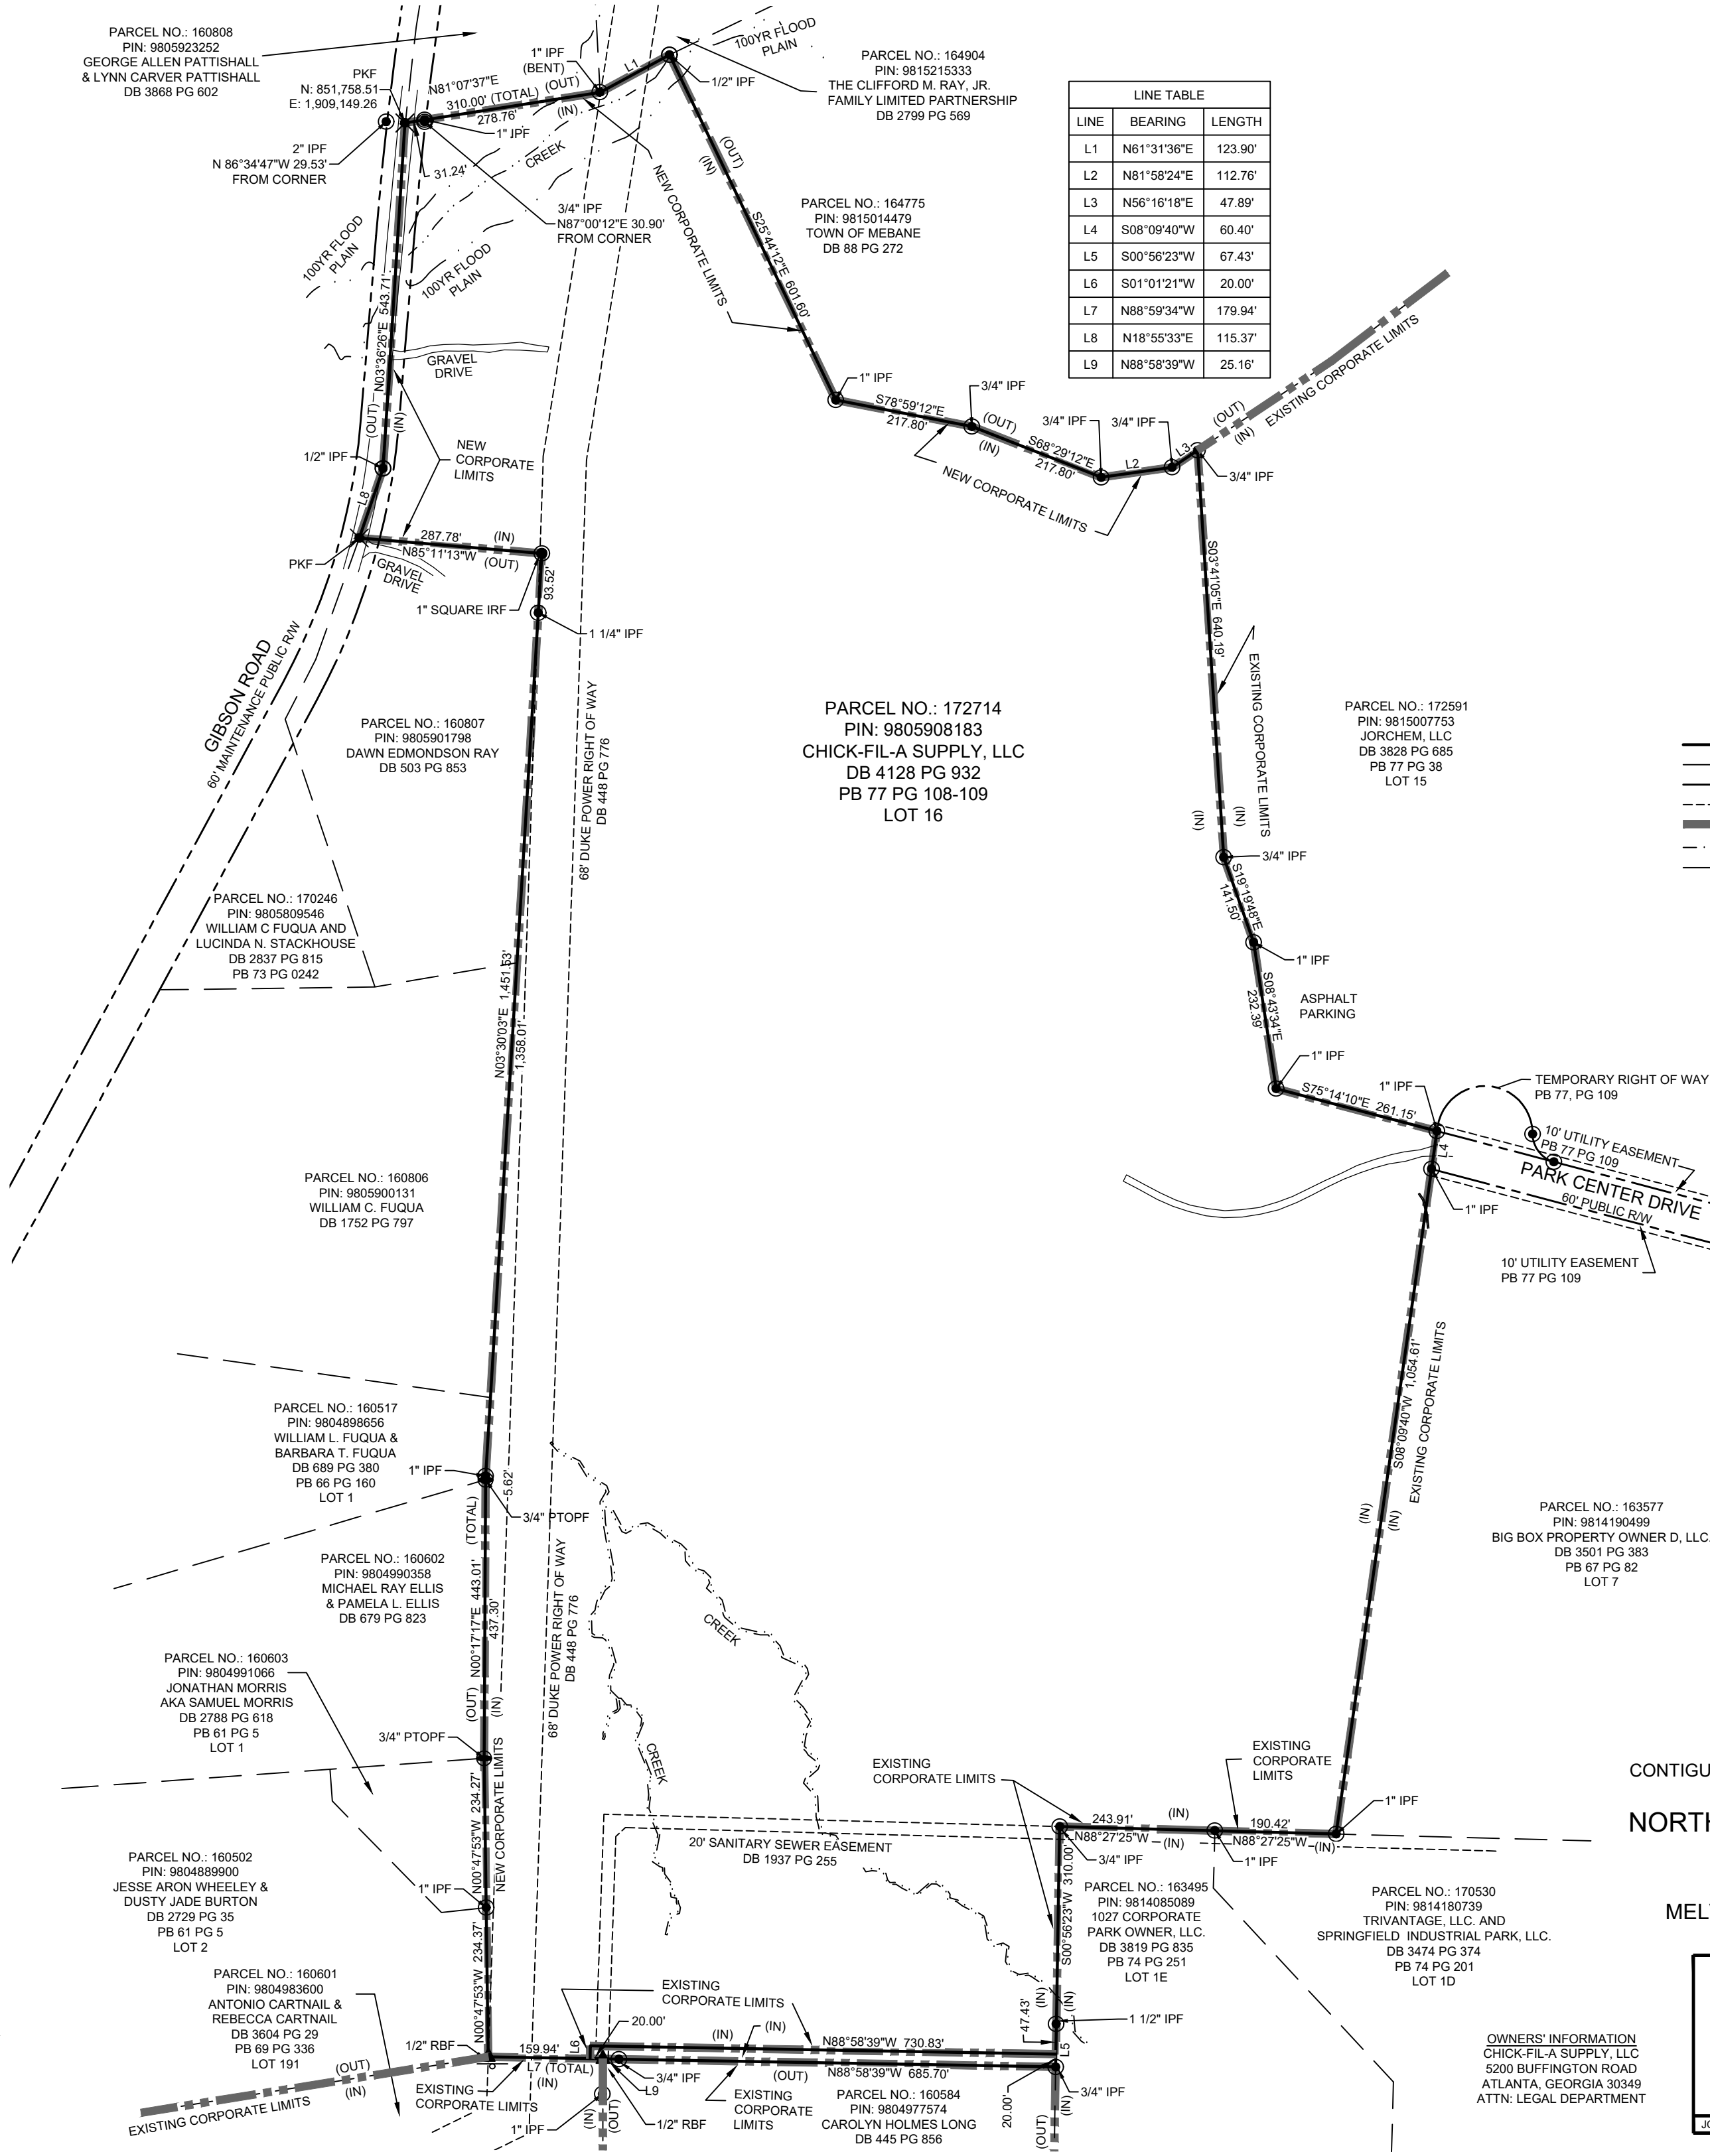 PARCEL NO.: 160808
PIN: 9805923252
GEORGE ALLEN PATTISHALL
& LYNN CARVER PATTISHALL
DB 3868 PG 602
PKF
N: 851,758.51
E: 1,909,149.26
2" IPF
N 86°34'47"W 29.53'
FROM CORNER
N81°07'37"E
310.00' (TOTAL)
(OUT)
278.76'
(IN)
1" IPF
31.24'
1" IPF
(BENT)
L1
1/2" IPF
100YR FLOOD
PLAIN
CREEK
3/4" IPF
N87°00'12"E 30.90'
FROM CORNER
100YR FLOOD
PLAIN
100YR FLOOD
PLAIN
NEW CORPORATE LIMITS
(OUT)
(IN)
S25°44'12"E 601.60'
PARCEL NO.: 164904
PIN: 9815215333
THE CLIFFORD M. RAY, JR.
FAMILY LIMITED PARTNERSHIP
DB 2799 PG 569
PARCEL NO.: 164775
PIN: 9815014479
TOWN OF MEBANE
DB 88 PG 272
LINE TABLE
LINE BEARING LENGTH
L1 N61°31'36"E 123.90'
L2 N81°58'24"E 112.76'
L3 N56°16'18"E 47.89'
L4 S08°09'40"W 60.40'
L5 S00°56'23"W 67.43'
L6 S01°01'21"W 20.00'
L7 N88°59'34"W 179.94'
L8 N18°55'33"E 115.37'
L9 N88°58'39"W 25.16'
N03°36'26"E 543.71'
(OUT)
(IN)
GRAVEL
DRIVE
NEW
CORPORATE
LIMITS
1/2" IPF
L8
PKF
287.78'
(IN)
N85°11'13"W
(OUT)
GRAVEL
DRIVE
1" SQUARE IRF
93.52'
1 1/4" IPF
1" IPF
S78°59'12"E
217.80'
3/4" IPF
(OUT)
(IN)
S68°29'12"E
217.80'
NEW CORPORATE LIMITS
3/4" IPF
L2
3/4" IPF
L3
3/4" IPF
(OUT)
(IN)
EXISTING CORPORATE LIMITS
GIBSON ROAD
60' MAINTENANCE PUBLIC R/W
PARCEL NO.: 160807
PIN: 9805901798
DAWN EDMONDSON RAY
DB 503 PG 853
68' DUKE POWER RIGHT OF WAY
DB 448 PG 776
PARCEL NO.: 172714
PIN: 9805908183
CHICK-FIL-A SUPPLY, LLC
DB 4128 PG 932
PB 77 PG 108-109
LOT 16
S03°41'05"E 640.19'
EXISTING CORPORATE LIMITS
(IN)
(IN)
PARCEL NO.: 172591
PIN: 9815007753
JORCHEM, LLC
DB 3828 PG 685
PB 77 PG 38
LOT 15
3/4" IPF
S19°19'48"E
141.50'
1" IPF
S08°43'34"E
232.39'
ASPHALT
PARKING
1" IPF
S75°14'10"E 261.15'
1" IPF
TEMPORARY RIGHT OF WAY
PB 77, PG 109
10' UTILITY EASEMENT
PB 77 PG 109
PARK CENTER DRIVE
60' PUBLIC R/W
L4
1" IPF
10' UTILITY EASEMENT
PB 77 PG 109
PARCEL NO.: 170246
PIN: 9805809546
WILLIAM C FUQUA AND
LUCINDA N. STACKHOUSE
DB 2837 PG 815
PB 73 PG 0242
N03°30'03"E 1,451.53'
1,358.01'
PARCEL NO.: 160806
PIN: 9805900131
WILLIAM C. FUQUA
DB 1752 PG 797
PARCEL NO.: 160517
PIN: 9804898656
WILLIAM L. FUQUA &
BARBARA T. FUQUA
DB 689 PG 380
PB 66 PG 160
LOT 1
1" IPF
5.62'
3/4" PTOPF
S08°09'40"W 1,054.61'
EXISTING CORPORATE LIMITS
(IN)
(IN)
PARCEL NO.: 163577
PIN: 9814190499
BIG BOX PROPERTY OWNER D, LLC.
DB 3501 PG 383
PB 67 PG 82
LOT 7
PARCEL NO.: 160602
PIN: 9804990358
MICHAEL RAY ELLIS
& PAMELA L. ELLIS
DB 679 PG 823
(OUT) N00°17'17"E 443.01' (TOTAL)
(IN)
437.30'
68' DUKE POWER RIGHT OF WAY
DB 448 PG 776
CREEK
CREEK
PARCEL NO.: 160603
PIN: 9804991066
JONATHAN MORRIS
AKA SAMUEL MORRIS
DB 2788 PG 618
PB 61 PG 5
LOT 1
3/4" PTOPF
N00°47'53"W 234.27'
NEW CORPORATE LIMITS
EXISTING
CORPORATE LIMITS
EXISTING
CORPORATE
LIMITS
243.91'
(IN)
N88°27'25"W
(IN)
190.42'
N88°27'25"W
(IN)
1" IPF
3/4" IPF
1" IPF
20' SANITARY SEWER EASEMENT
DB 1937 PG 255
CONTIGU
NORTH
MEL
PARCEL NO.: 160502
PIN: 9804889900
JESSE ARON WHEELEY &
DUSTY JADE BURTON
DB 2729 PG 35
PB 61 PG 5
LOT 2
1" IPF
N00°47'53"W 234.37'
S00°56'23"W 310.00'
PARCEL NO.: 163495
PIN: 9814085089
1027 CORPORATE
PARK OWNER, LLC.
DB 3819 PG 835
PB 74 PG 251
LOT 1E
PARCEL NO.: 170530
PIN: 9814180739
TRIVANTAGE, LLC. AND
SPRINGFIELD INDUSTRIAL PARK, LLC.
DB 3474 PG 374
PB 74 PG 201
LOT 1D
PARCEL NO.: 160601
PIN: 9804983600
ANTONIO CARTNAIL &
REBECCA CARTNAIL
DB 3604 PG 29
PB 69 PG 336
LOT 191
EXISTING
CORPORATE LIMITS
(IN)
(IN)
1 1/2" IPF
47.43'
1/2" RBF
159.94'
L7 (TOTAL)
(IN)
L6
20.00'
(IN)
(IN)
N88°58'39"W 730.83'
L5
(OUT)
(IN)
EXISTING CORPORATE LIMITS
EXISTING
CORPORATE LIMITS
1" IPF
(IN)
(OUT)
3/4" IPF
L9
1/2" RBF
EXISTING
CORPORATE
LIMITS
(OUT)
N88°58'39"W 685.70'
PARCEL NO.: 160584
PIN: 9804977574
CAROLYN HOLMES LONG
DB 445 PG 856
20.00'
3/4" IPF
(OUT)
(IN)
OWNERS' INFORMATION
CHICK-FIL-A SUPPLY, LLC
5200 BUFFINGTON ROAD
ATLANTA, GEORGIA 30349
ATTN: LEGAL DEPARTMENT